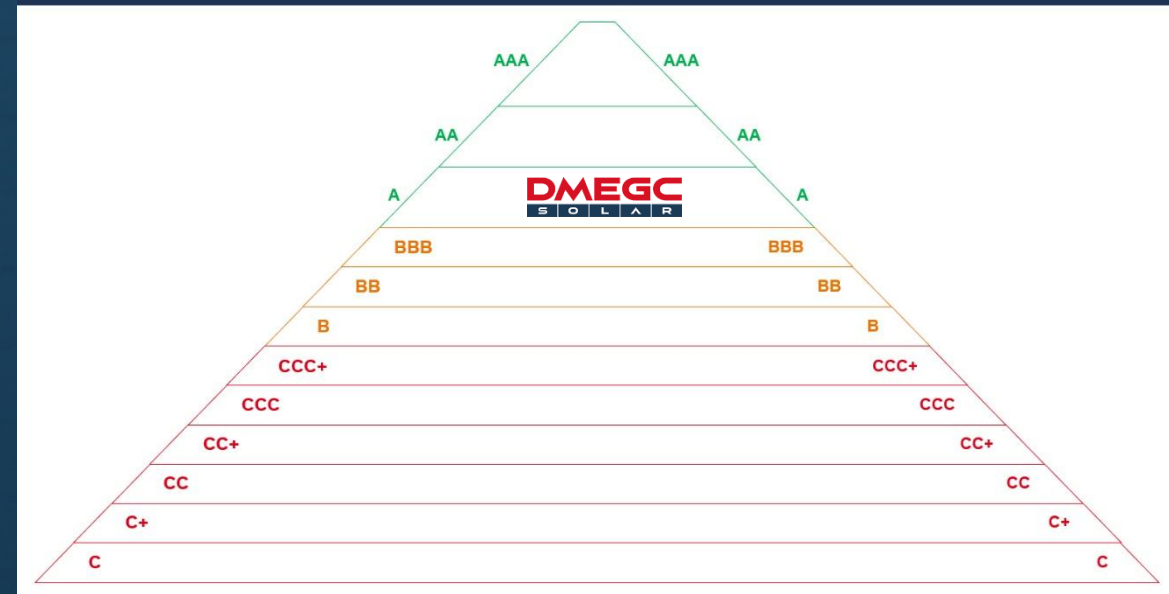 AAA AAA
AA AA
DMEGC
A A
SOLAR
BBB BBB
BB BB
B B
CCC+ CCC+
CCC CCC
CC+ CC+
CC CC
C+ C+
C C